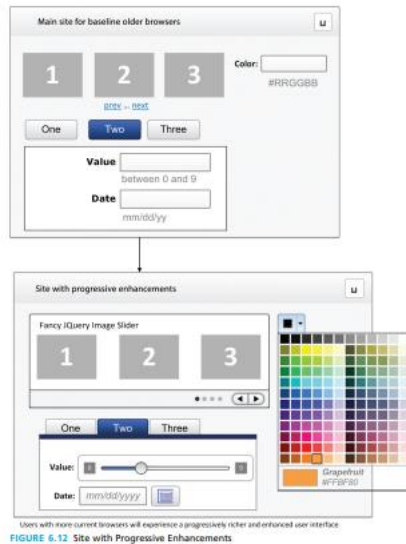 Main site for baseline older browsers
Color:
#RRGGBB
1 2 3
prev
next
One Two Three
Value
between 0 and 9
Date
mm/dd/yy
Site with progressive enhancements
Fancy JQuery Image Slider
1 2 3
One Two Three
Value:
Date: mm/dd/yyyy
Grapefruit
#FFBF80
Users with more current browsers will experience a progressively richer and enhanced user interface
FIGURE 6.12 Site with Progressive Enhancements